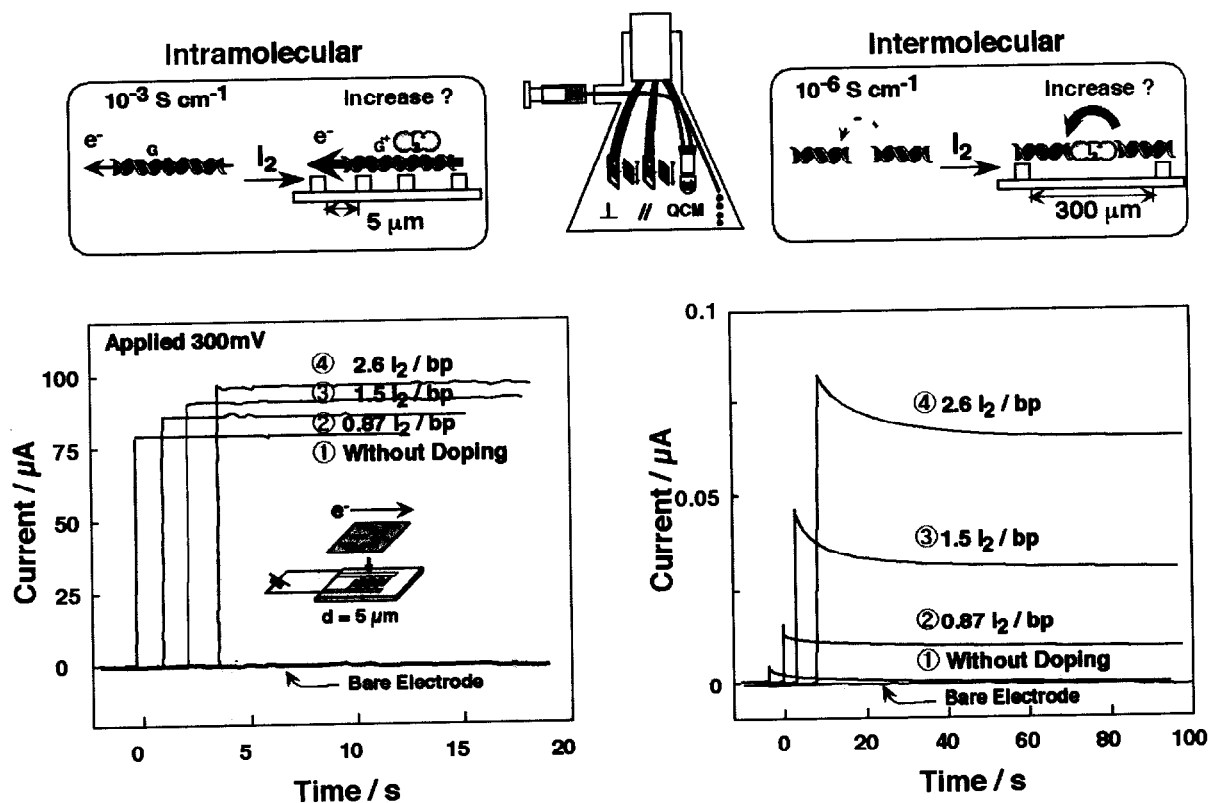 Intramolecular
10⁻³ S cm⁻¹
Increase ?
e⁻
G
I₂
e⁻
G⁺
5 µm
⊥ // QCM
Intermolecular
10⁻⁶ S cm⁻¹
Increase ?
I₂
300 µm
Applied 300mV
④ 2.6 I₂ / bp
③ 1.5 I₂ / bp
② 0.87 I₂ / bp
① Without Doping
e⁻
d = 5 µm
Bare Electrode
Current / µA
100
75
50
25
0
0 5 10 15 20
Time / s
④ 2.6 I₂ / bp
③ 1.5 I₂ / bp
② 0.87 I₂ / bp
① Without Doping
Bare Electrode
Current / µA
0.1
0.05
0
0 20 40 60 80 100
Time / s